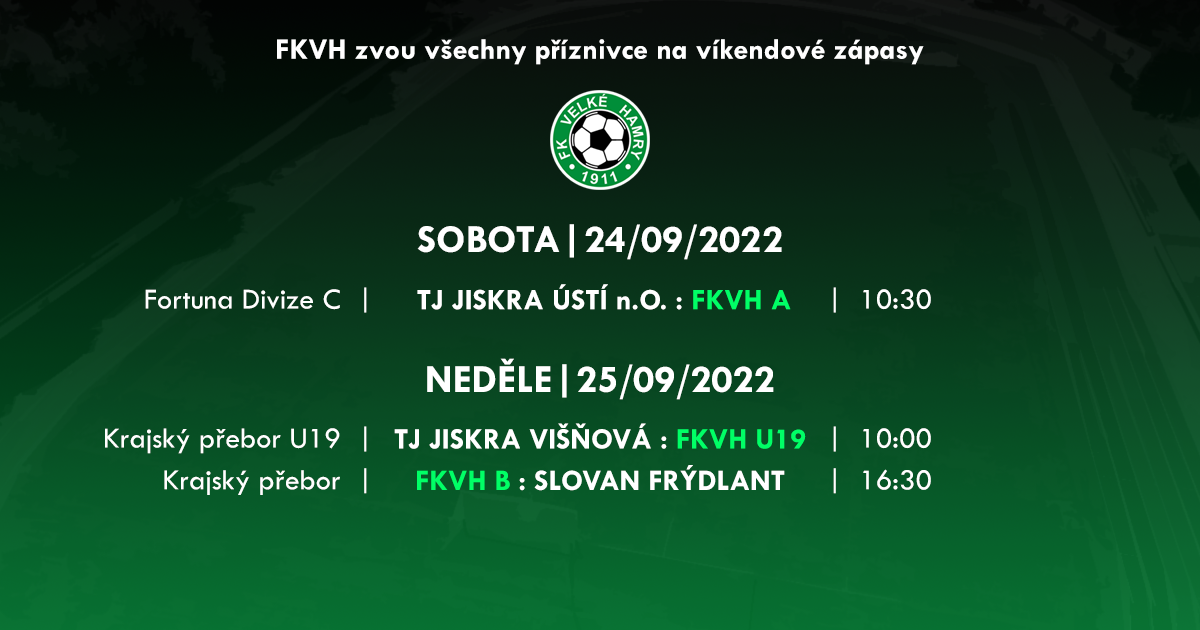 FKVH zvou všechny příznivce na víkendové zápasy
FK VELKÉ HAMRY
1911
SOBOTA | 24/09/2022
Fortuna Divize C | TJ JISKRA ÚSTÍ n.O. : FKVH A | 10:30
NEDĚLE | 25/09/2022
Krajský přebor U19 | TJ JISKRA VIŠŇOVÁ : FKVH U19 | 10:00
Krajský přebor | FKVH B : SLOVAN FRÝDLANT | 16:30